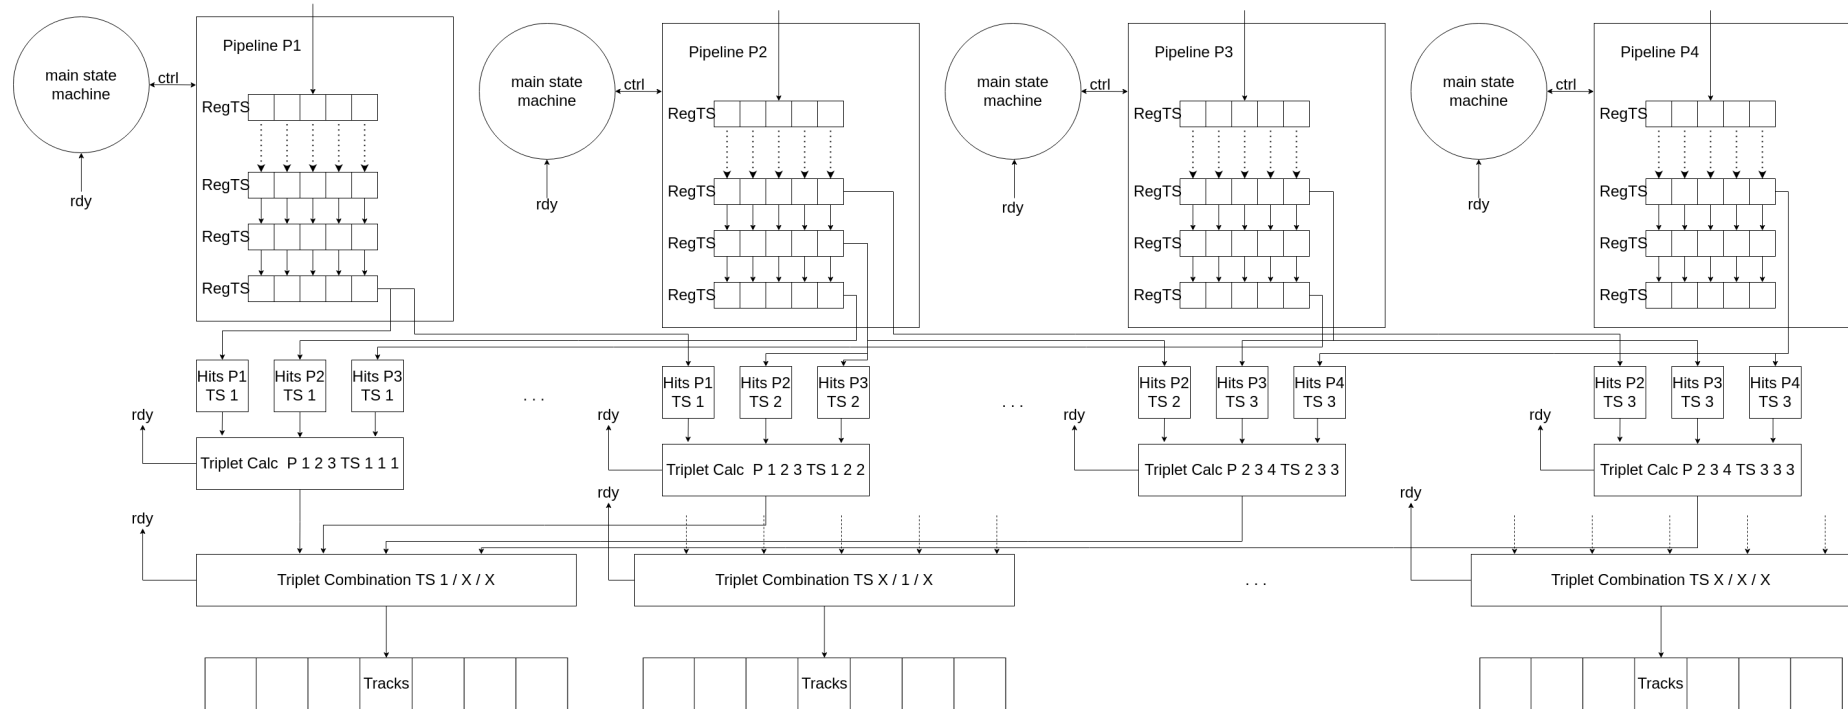 Pipeline P1
Pipeline P2
Pipeline P3
Pipeline P4
main state
machine
ctrl
main state
machine
ctrl
main state
machine
ctrl
main state
machine
ctrl
RegTS
RegTS
RegTS
RegTS
RegTS
RegTS
RegTS
RegTS
rdy
rdy
rdy
rdy
RegTS
RegTS
RegTS
RegTS
RegTS
RegTS
RegTS
RegTS
Hits P1
TS 1
Hits P2
TS 1
Hits P3
TS 1
. . .
Hits P1
TS 1
Hits P2
TS 2
Hits P3
TS 2
. . .
Hits P2
TS 2
Hits P3
TS 3
Hits P4
TS 3
Hits P2
TS 3
Hits P3
TS 3
Hits P4
TS 3
rdy
rdy
rdy
rdy
Triplet Calc  P 1 2 3 TS 1 1 1
Triplet Calc  P 1 2 3 TS 1 2 2
Triplet Calc P 2 3 4 TS 2 3 3
Triplet Calc P 2 3 4 TS 3 3 3
rdy
rdy
rdy
Triplet Combination TS 1 / X / X
Triplet Combination TS X / 1 / X
. . .
Triplet Combination TS X / X / X
Tracks
Tracks
Tracks